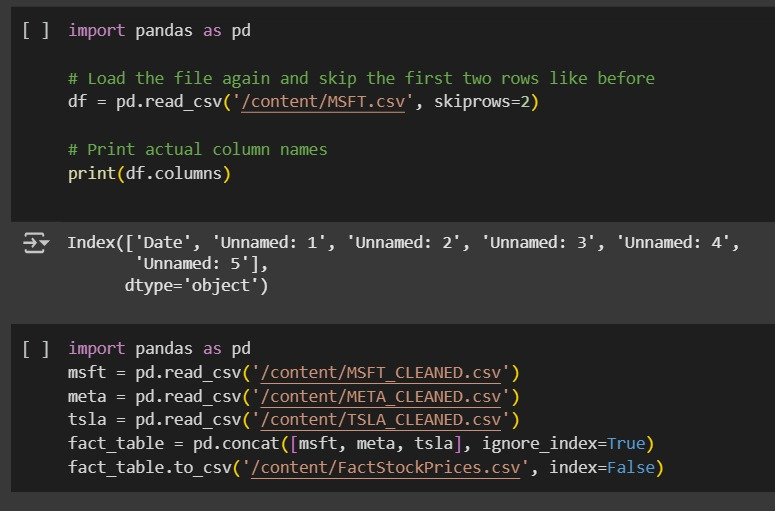 [ ] import pandas as pd
# Load the file again and skip the first two rows like before
df = pd.read_csv('/content/MSFT.csv', skiprows=2)
# Print actual column names
print(df.columns)
Index(['Date', 'Unnamed: 1', 'Unnamed: 2', 'Unnamed: 3', 'Unnamed: 4',
'Unnamed: 5'],
dtype='object')
[ ] import pandas as pd
msft = pd.read_csv('/content/MSFT_CLEANED.csv')
meta = pd.read_csv('/content/META_CLEANED.csv')
tsla = pd.read_csv('/content/TSLA_CLEANED.csv')
fact_table = pd.concat([msft, meta, tsla], ignore_index=True)
fact_table.to_csv('/content/FactStockPrices.csv', index=False)